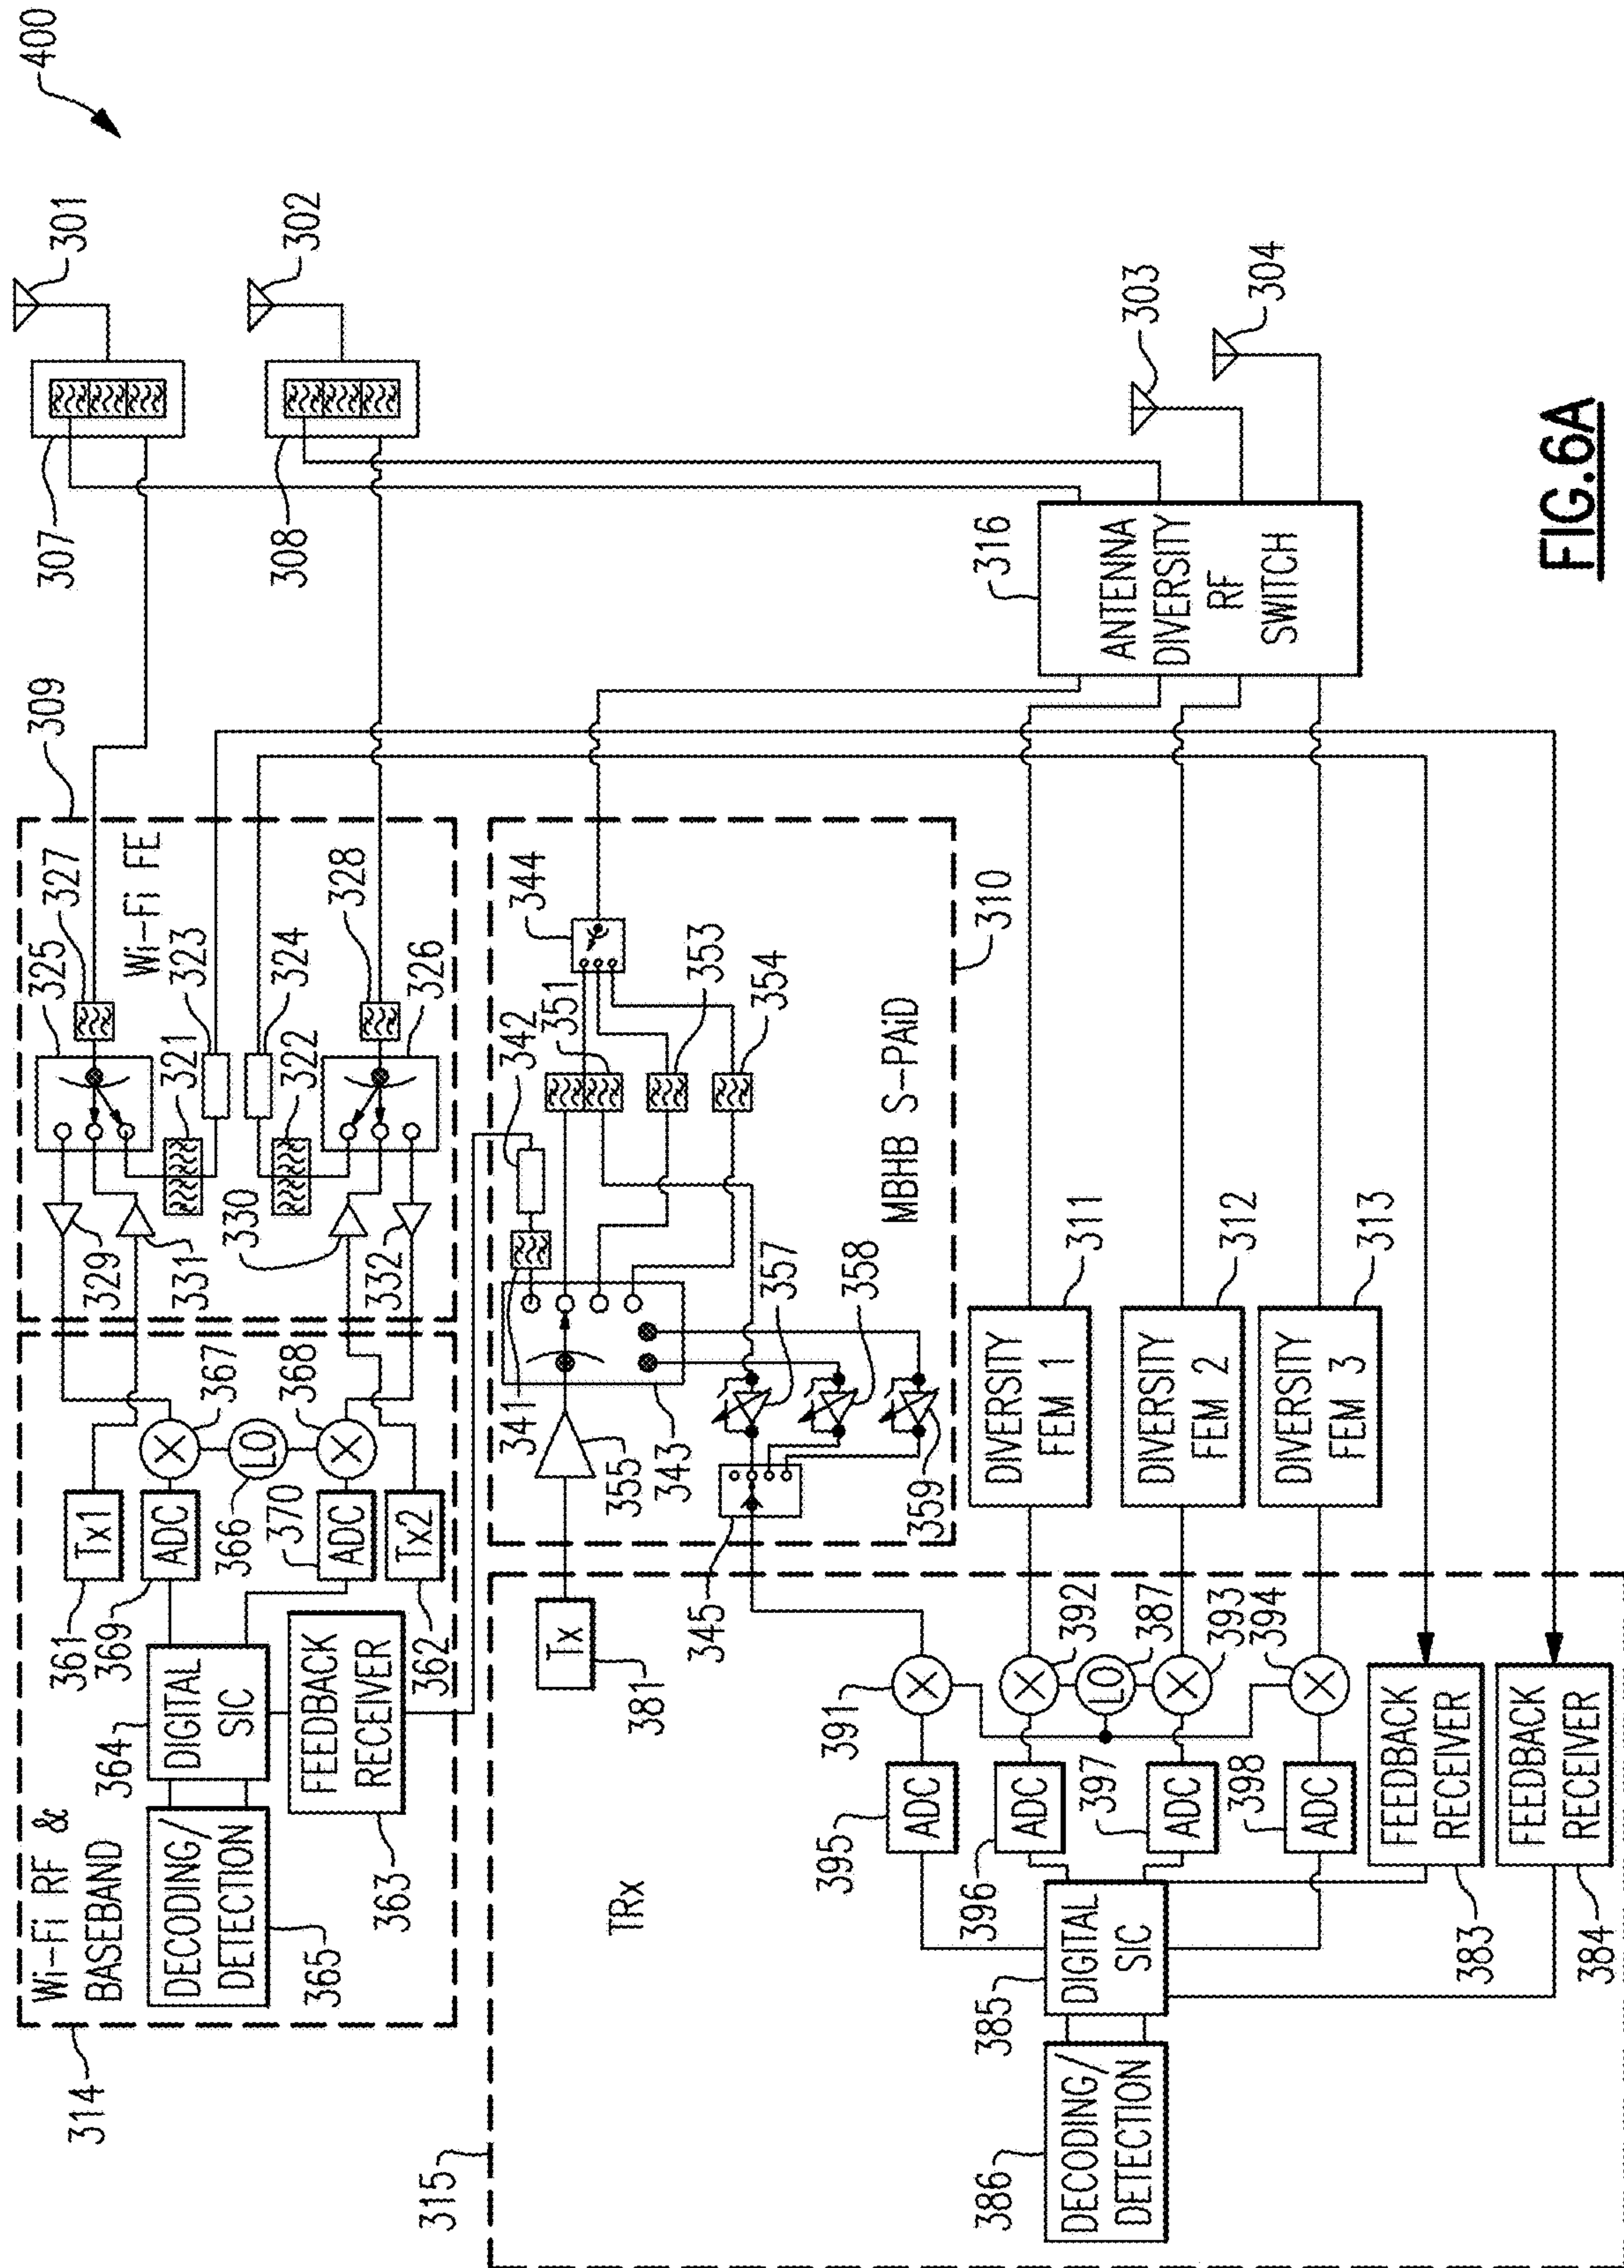 400
301
302
303
304
307
308
316
ANTENNA
DIVERSITY
RF
SWITCH
309
325
327
Wi-Fi FE
323
321
324
322
328
326
329
331
330
332
344
342
351
353
354
310
MBHB S-PAiD
341
355
343
357
358
359
345
DIVERSITY
FEM 1
311
DIVERSITY
FEM 2
312
DIVERSITY
FEM 3
313
Wi-Fi RF &
BASEBAND
314
Tx1
361
ADC
369
367
LO
366
368
370
ADC
Tx2
362
364
DIGITAL
SIC
FEEDBACK
RECEIVER
363
DECODING/
DETECTION
365
315
TRx
Tx
381
391
392
LO
387
393
394
395
ADC
396
ADC
397
ADC
398
ADC
FEEDBACK
RECEIVER
383
FEEDBACK
RECEIVER
384
385
DIGITAL
SIC
386
DECODING/
DETECTION
FIG.6A